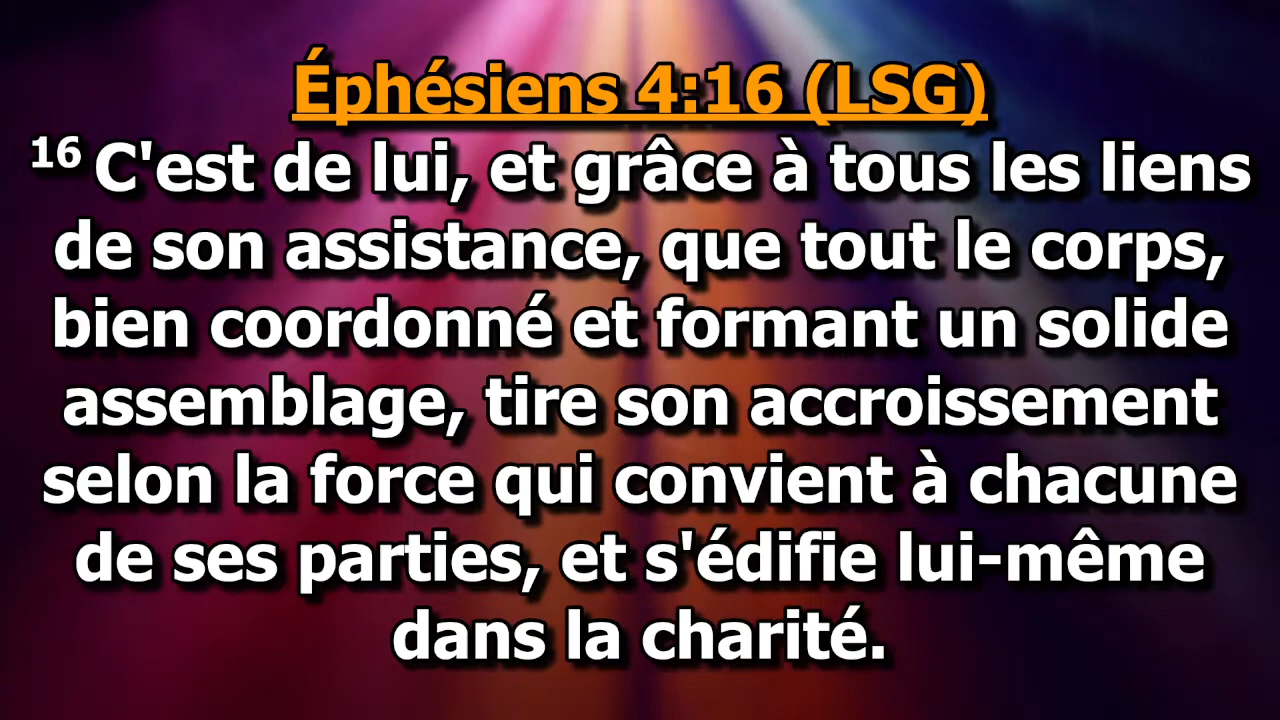 Éphésiens 4:16 (LSG)
16 C'est de lui, et grâce à tous les liens
de son assistance, que tout le corps,
bien coordonné et formant un solide
assemblage, tire son accroissement
selon la force qui convient à chacune
de ses parties, et s'édifie lui-même
dans la charité.